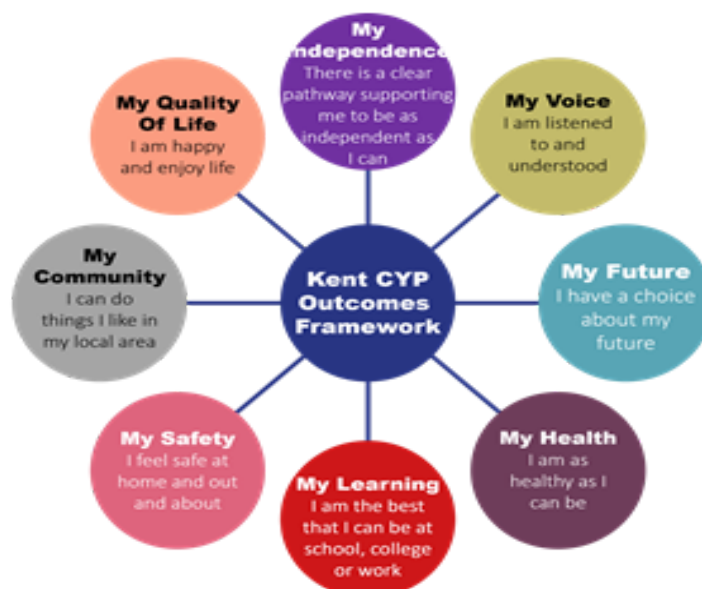 My
Independence
There is a clear
pathway supporting
me to be as
independent as
I can
My Voice
I am listened
to and
understood
My Future
I have a choice
about my
future
My Health
I am as
healthy as I
can be
My Learning
I am the best
that I can be at
school, college
or work
My Safety
I feel safe at
home and out
and about
My
Community
I can do
things I like in
my local area
My Quality
Of Life
I am happy
and enjoy life
Kent CYP
Outcomes
Framework